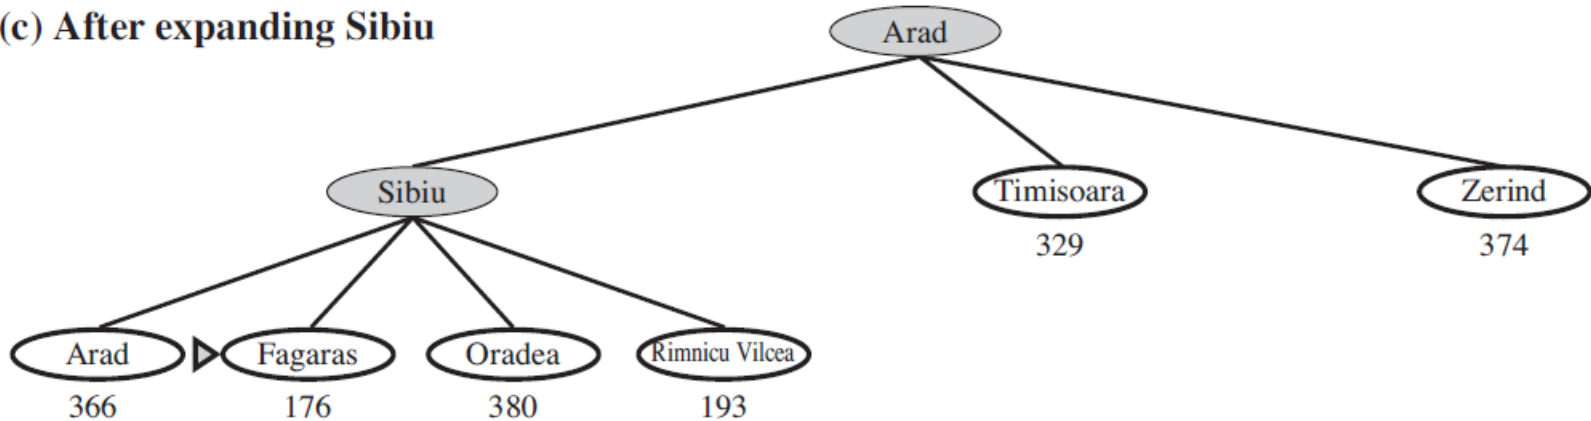 (c) After expanding Sibiu
Arad
Sibiu
Timisoara
Zerind
329
374
Arad
Fagaras
Oradea
Rimnicu Vilcea
366
176
380
193